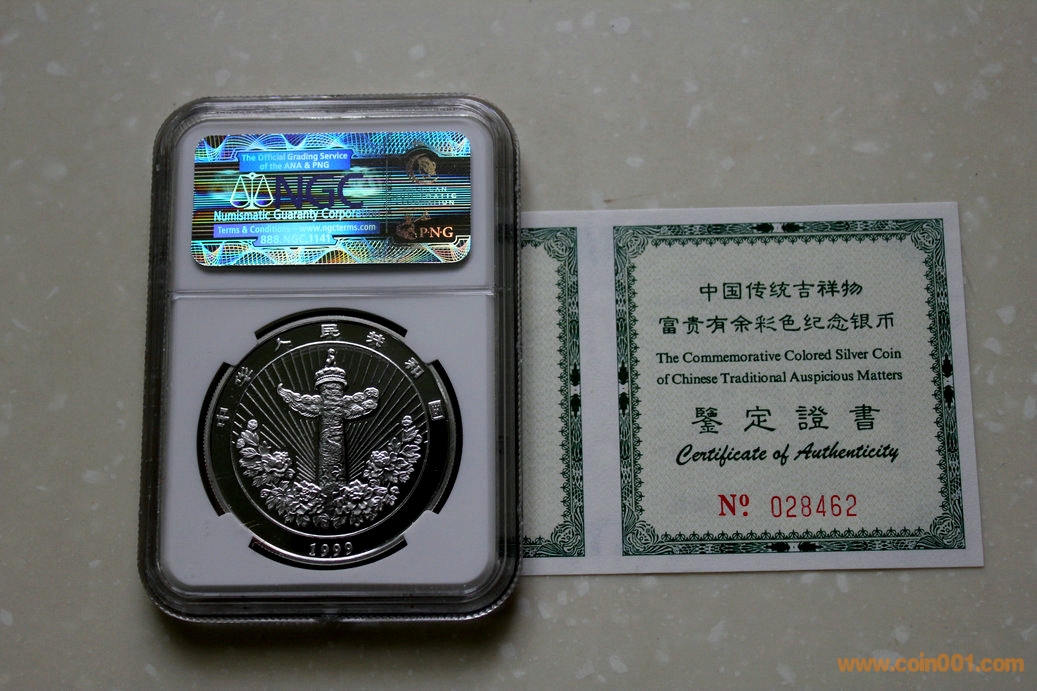 The Official Grading Service
of the ANA & PNG
NGC
Numismatic Guaranty Corporation
Terms & Conditions—www.ngcterms.com
888.NGC.1141
PNG
中华人民共和国
1999
中国传统吉祥物
富贵有余彩色纪念银币
The Commemorative Colored Silver Coin
of Chinese Traditional Auspicious Matters
鑒定證書
Certificate of Authenticity
Nº 028462
www.coin001.com